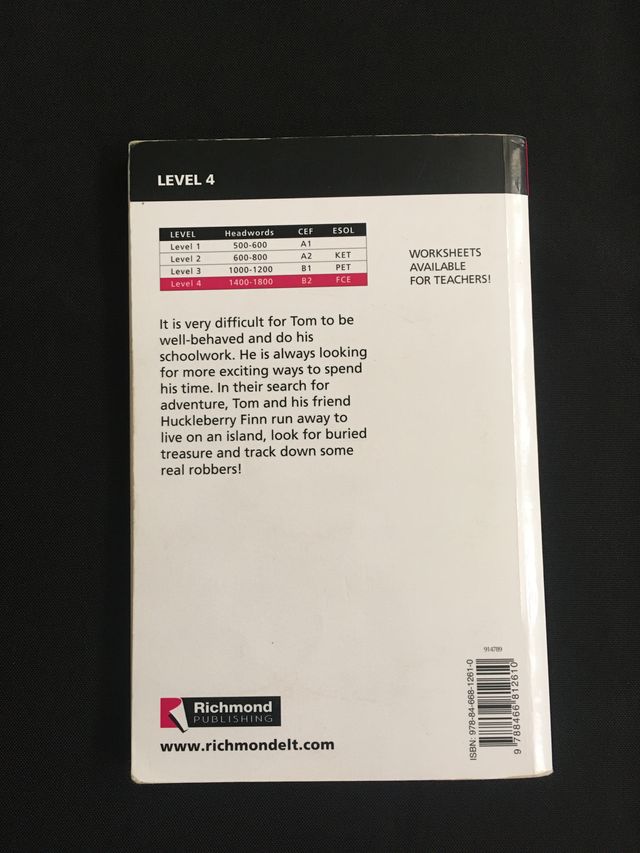 LEVEL 4
LEVEL Headwords CEF ESOL
Level 1 500-600 A1
Level 2 600-800 A2 KET
Level 3 1000-1200 B1 PET
Level 4 1400-1800 B2 FCE
WORKSHEETS
AVAILABLE
FOR TEACHERS!
It is very difficult for Tom to be
well-behaved and do his
schoolwork. He is always looking
for more exciting ways to spend
his time. In their search for
adventure, Tom and his friend
Huckleberry Finn run away to
live on an island, look for buried
treasure and track down some
real robbers!
914789
ISBN: 978-84-668-1261-0
9 788466 812610
Richmond
PUBLISHING
www.richmondelt.com